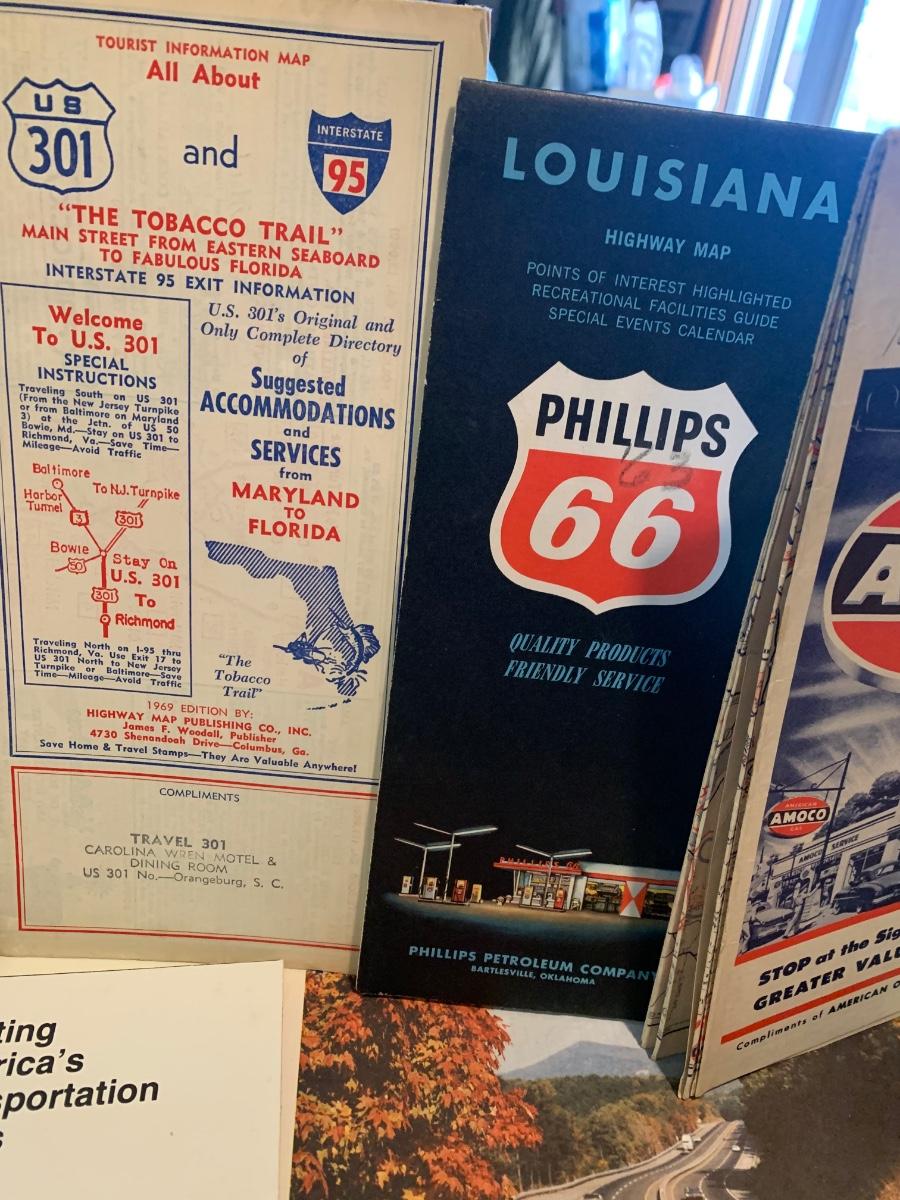 TOURIST INFORMATION MAP
All About
US
301
and
INTERSTATE
95
"THE TOBACCO TRAIL"
MAIN STREET FROM EASTERN SEABOARD
TO FABULOUS FLORIDA
INTERSTATE 95 EXIT INFORMATION
Welcome
To U.S. 301
SPECIAL
INSTRUCTIONS
Traveling South on US 301
(From the New Jersey Turnpike
or from Baltimore on Maryland
3) at the Jctn. of US 50
Bowie, Md.—Stay on US 301 to
Richmond, Va.—Save Time—
Mileage—Avoid Traffic
Baltimore
Harbor
Tunnel
To N.J. Turnpike
3
301
Bowie
50
Stay On
U.S. 301
301
To
Richmond
Traveling North on I-95 thru
Richmond, Va. Use Exit 17 to
US 301 North to New Jersey
Turnpike or Baltimore—Save
Time—Mileage—Avoid Traffic
U.S. 301's Original and
Only Complete Directory
of
Suggested
ACCOMMODATIONS
and
SERVICES
from
MARYLAND
TO
FLORIDA
"The
Tobacco
Trail"
1969 EDITION BY:
HIGHWAY MAP PUBLISHING CO., INC.
James F. Woodall, Publisher
4730 Shenandoah Drive—Columbus, Ga.
Save Home & Travel Stamps—They Are Valuable Anywhere!
COMPLIMENTS
TRAVEL 301
CAROLINA WREN MOTEL &
DINING ROOM
US 301 No.—Orangeburg, S. C.
LOUISIANA
HIGHWAY MAP
POINTS OF INTEREST HIGHLIGHTED
RECREATIONAL FACILITIES GUIDE
SPECIAL EVENTS CALENDAR
PHILLIPS
63
66
QUALITY PRODUCTS
FRIENDLY SERVICE
PHILLIPS 66
PHILLIPS PETROLEUM COMPANY
BARTLESVILLE, OKLAHOMA
A
AMERICAN
AMOCO
GAS
AMOCO SERVICE
STOP at the Sig
GREATER VALU
Compliments of AMERICAN O
ting
rica's
sportation
s